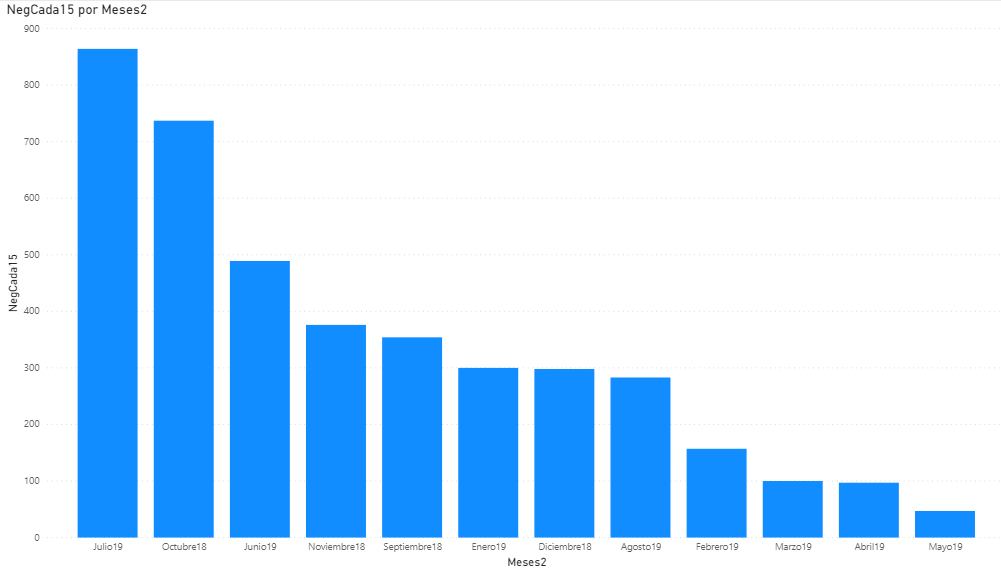 NegCada15 por Meses2
900
800
700
600
500
400
300
200
100
0
NegCada15
Julio19 Octubre18 Junio19 Noviembre18 Septiembre18 Enero19 Diciembre18 Agosto19 Febrero19 Marzo19 Abril19 Mayo19
Meses2